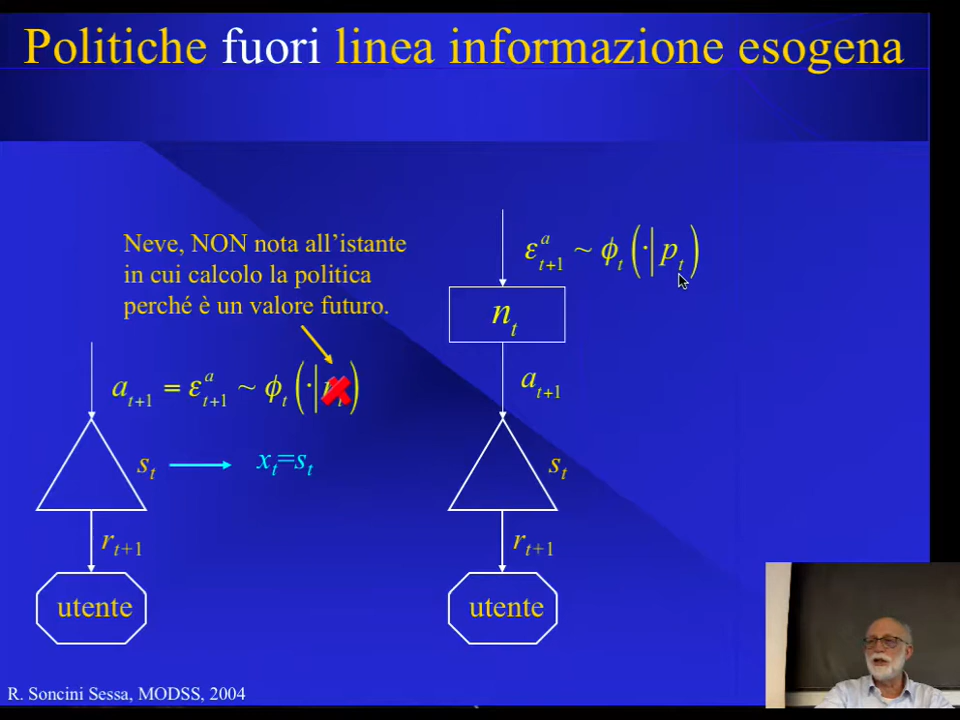 Politiche fuori linea informazione esogena
Neve, NON nota all'istante
in cui calcolo la politica
perché è un valore futuro.
a_{t+1} = ε^a_{t+1} ~ ϕ_t (·|
s_t
x_t=s_t
r_{t+1}
utente
ε^a_{t+1} ~ ϕ_t (·| p_t)
n_t
a_{t+1}
s_t
r_{t+1}
utente
R. Soncini Sessa, MODSS, 2004